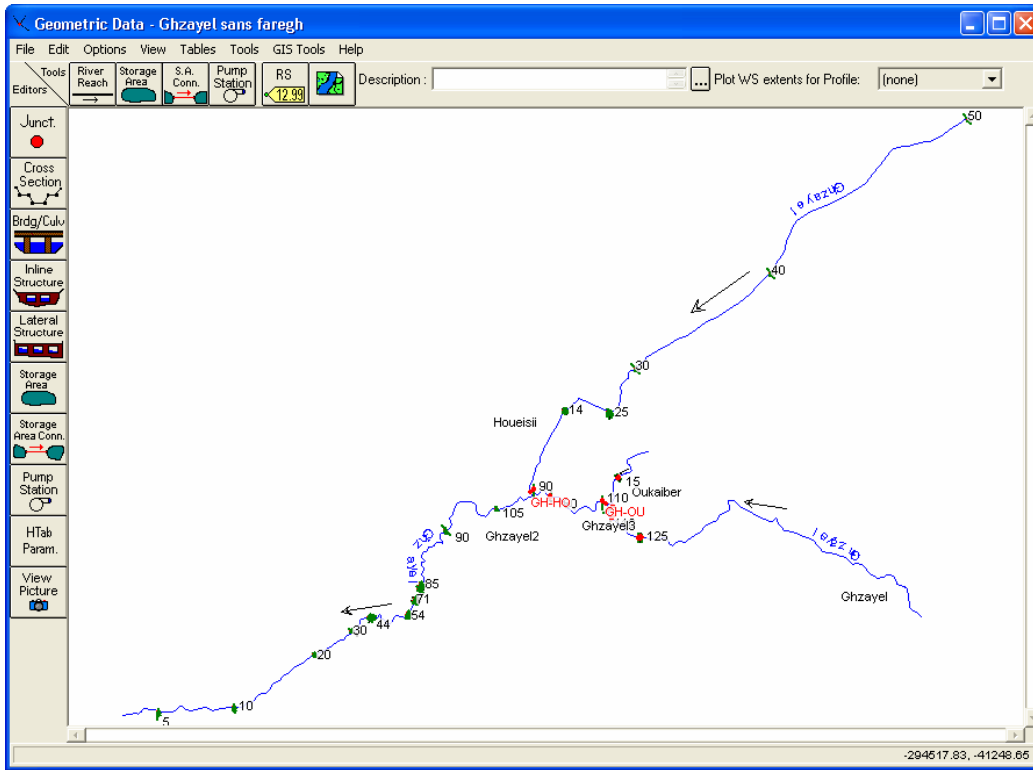 Geometric Data - Ghzayel sans faregh
File Edit Options View Tables Tools GIS Tools Help
Tools
Editors
River Reach
Storage Area
S.A. Conn.
Pump Station
RS
12.99
Description :
...
Plot WS extents for Profile:
(none)
Junct.
Cross Section
Brdg/Culv
Inline Structure
Lateral Structure
Storage Area
Storage Area Conn.
Pump Station
HTab Param.
View Picture
50
Ghzayel
40
30
25
14
Houeisii
15
Oukaiber
90
GH-HO
110
GH-OU
105
Ghzayel2
Ghzayel3
125
90
Ghzayel
Ghzayel
Ghzayel
85
71
54
44
30
20
10
5
-294517.83, -41248.65